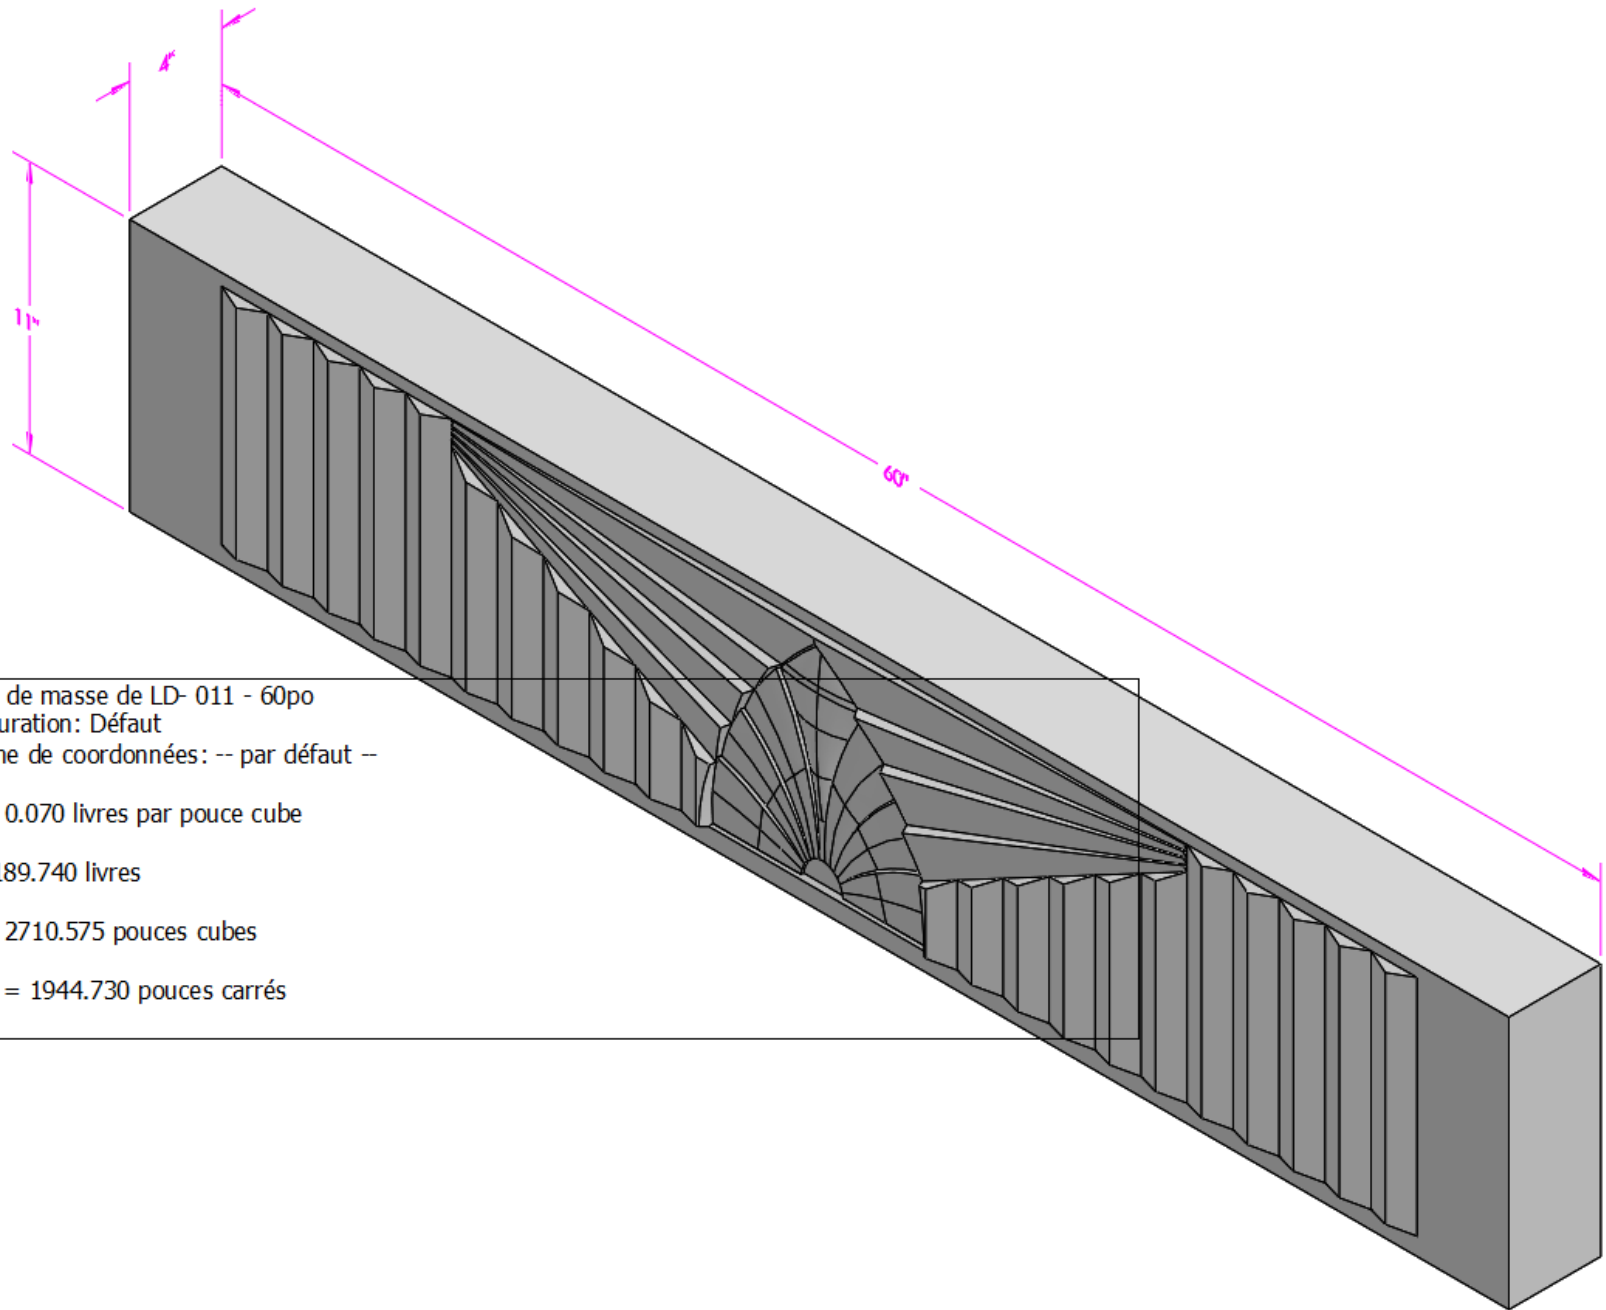 4"
11"
60"
de masse de LD- 011 - 60po
uration: Défaut
ne de coordonnées: -- par défaut --
0.070 livres par pouce cube
189.740 livres
2710.575 pouces cubes
= 1944.730 pouces carrés